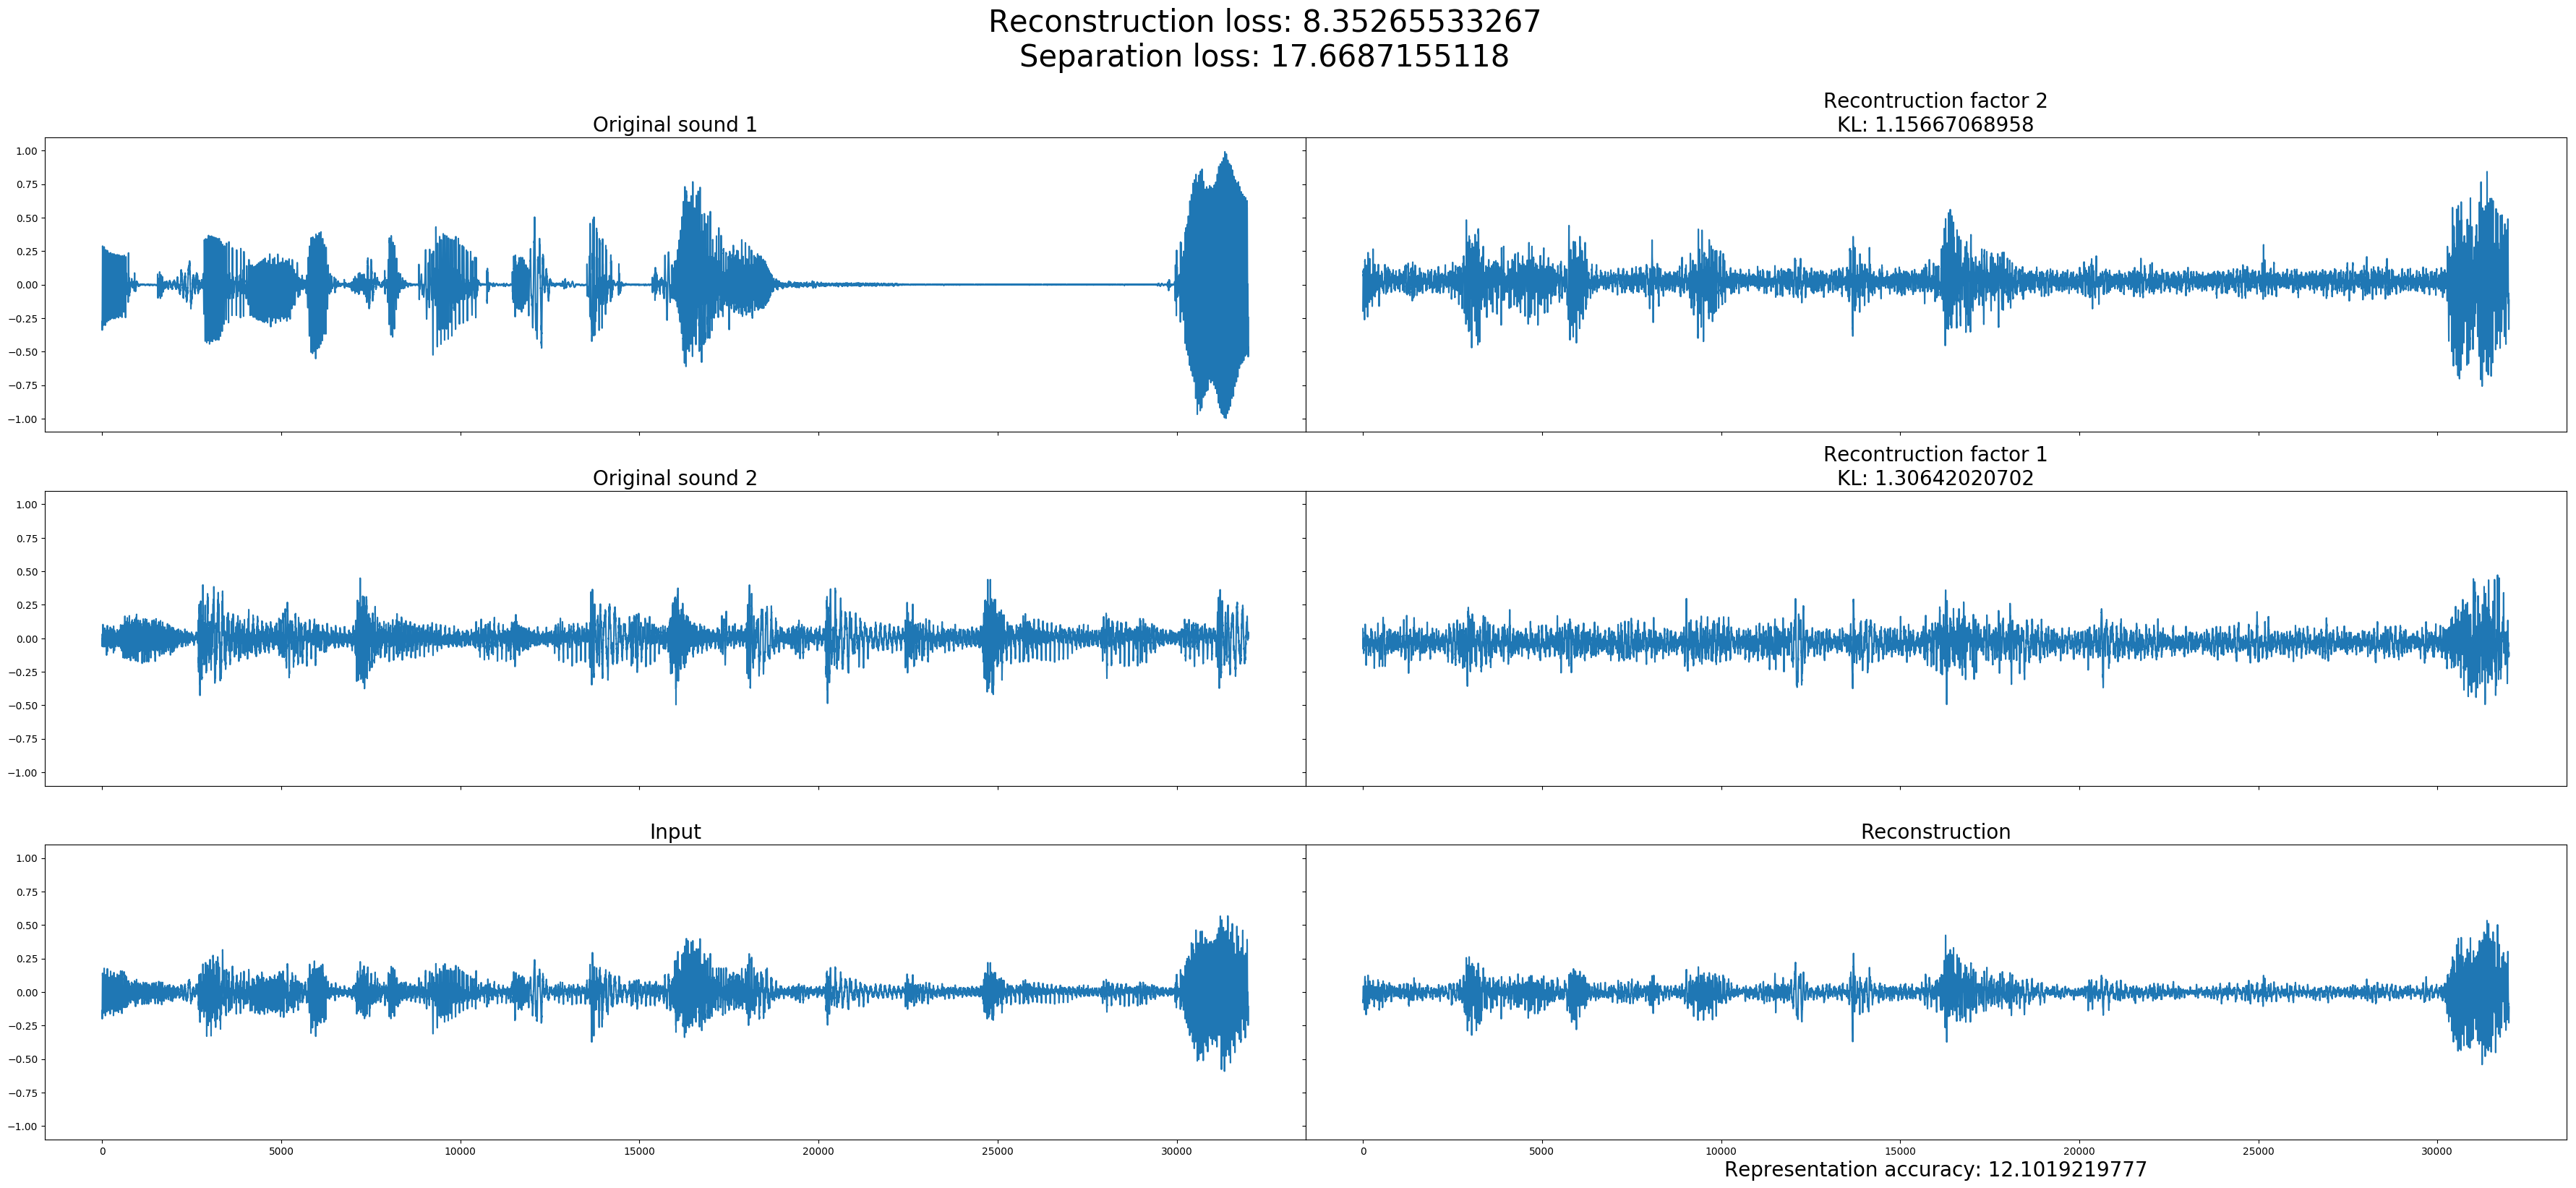 Reconstruction loss: 8.35265533267
Separation loss: 17.6687155118
Original sound 1
Recontruction factor 2
KL: 1.15667068958
1.00
0.75
0.50
0.25
0.00
−0.25
−0.50
−0.75
−1.00
Original sound 2
Recontruction factor 1
KL: 1.30642020702
1.00
0.75
0.50
0.25
0.00
−0.25
−0.50
−0.75
−1.00
Input
Reconstruction
1.00
0.75
0.50
0.25
0.00
−0.25
−0.50
−0.75
−1.00
0 5000 10000 15000 20000 25000 30000
0 5000 10000 15000 20000 25000 30000
Representation accuracy: 12.1019219777